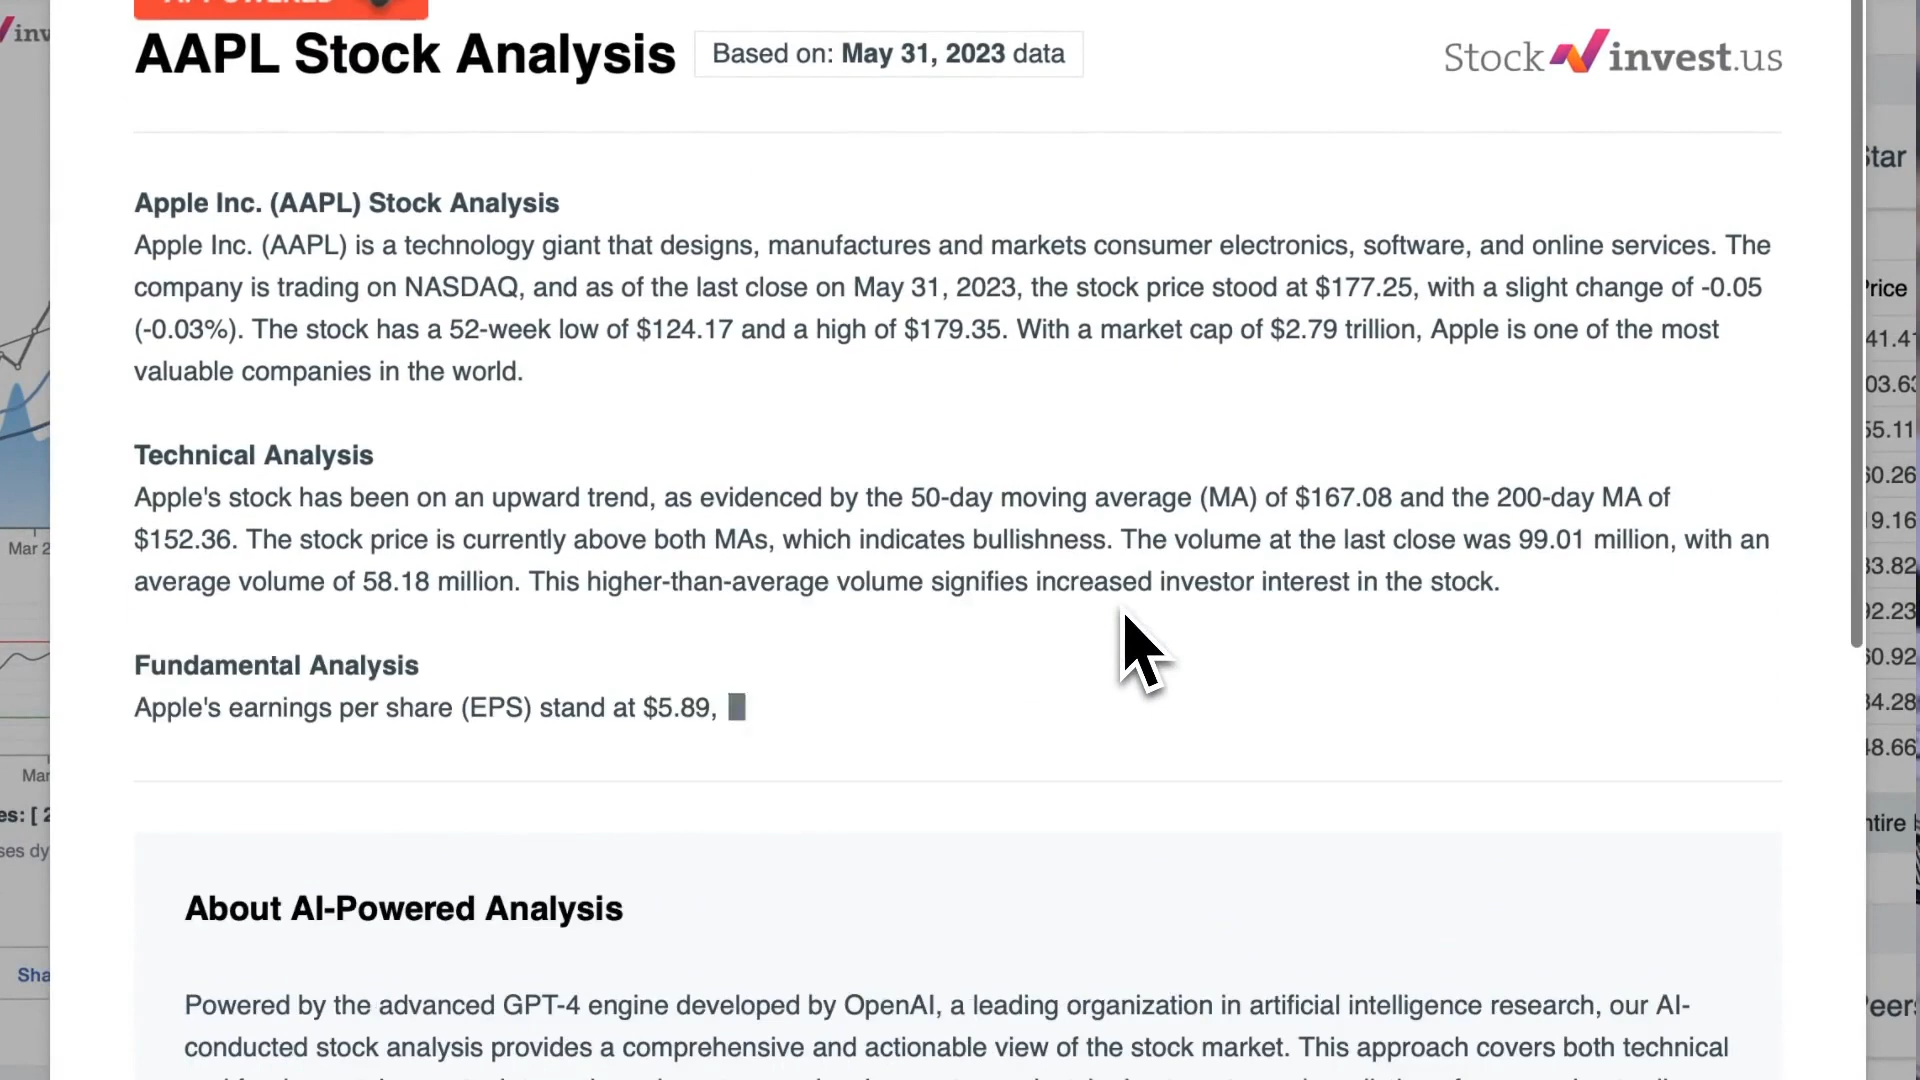 AAPL Stock Analysis
Based on: May 31, 2023 data
Stock invest.us
Apple Inc. (AAPL) Stock Analysis
Apple Inc. (AAPL) is a technology giant that designs, manufactures and markets consumer electronics, software, and online services. The
company is trading on NASDAQ, and as of the last close on May 31, 2023, the stock price stood at $177.25, with a slight change of -0.05
(-0.03%). The stock has a 52-week low of $124.17 and a high of $179.35. With a market cap of $2.79 trillion, Apple is one of the most
valuable companies in the world.
Technical Analysis
Apple's stock has been on an upward trend, as evidenced by the 50-day moving average (MA) of $167.08 and the 200-day MA of
$152.36. The stock price is currently above both MAs, which indicates bullishness. The volume at the last close was 99.01 million, with an
average volume of 58.18 million. This higher-than-average volume signifies increased investor interest in the stock.
Fundamental Analysis
Apple's earnings per share (EPS) stand at $5.89,
About AI-Powered Analysis
Powered by the advanced GPT-4 engine developed by OpenAI, a leading organization in artificial intelligence research, our AI-
conducted stock analysis provides a comprehensive and actionable view of the stock market. This approach covers both technical